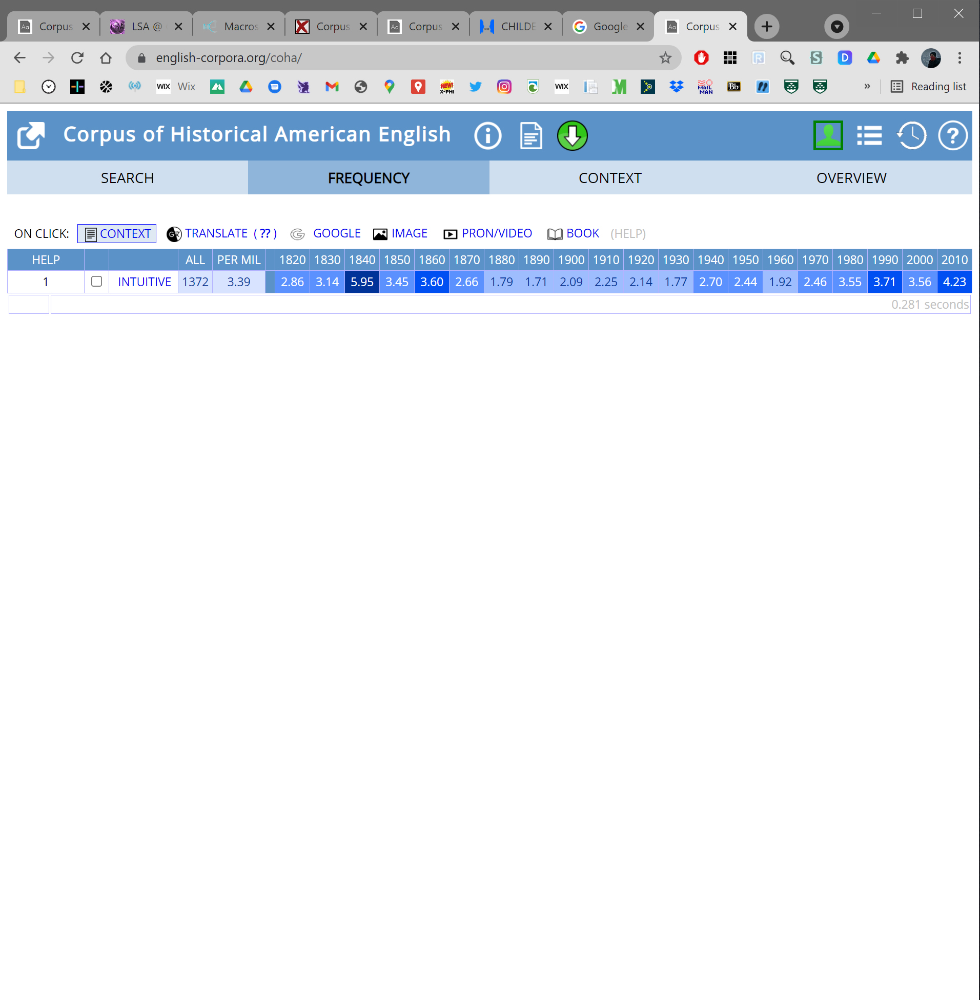 Corpus LSA @ Macros Corpus Corpus CHILDE Google Corpus
english-corpora.org/coha/
WIX Wix NEW! X-PHI WIX MAIL MAN Bb Reading list
Corpus of Historical American English
SEARCH FREQUENCY CONTEXT OVERVIEW
ON CLICK: CONTEXT TRANSLATE ( ?? ) GOOGLE IMAGE PRON/VIDEO BOOK (HELP)
HELP ALL PER MIL 1820 1830 1840 1850 1860 1870 1880 1890 1900 1910 1920 1930 1940 1950 1960 1970 1980 1990 2000 2010
1 INTUITIVE 1372 3.39 2.86 3.14 5.95 3.45 3.60 2.66 1.79 1.71 2.09 2.25 2.14 1.77 2.70 2.44 1.92 2.46 3.55 3.71 3.56 4.23
0.281 seconds